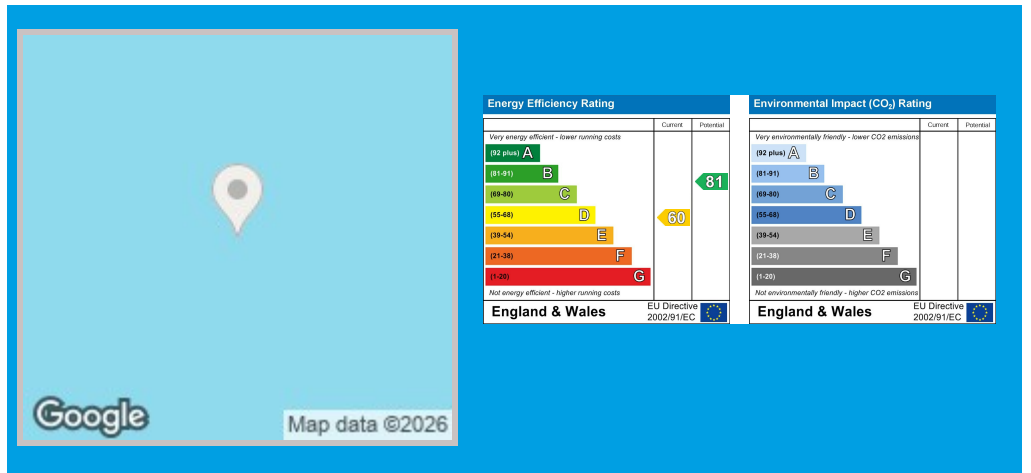 Google
Map data ©2026
Energy Efficiency Rating
Current Potential
Very energy efficient - lower running costs
(92 plus) A
(81-91) B
(69-80) C
(55-68) D
(39-54) E
(21-38) F
(1-20) G
81
60
Not energy efficient - higher running costs
England & Wales
EU Directive
2002/91/EC
Environmental Impact (CO₂) Rating
Current Potential
Very environmentally friendly - lower CO2 emissions
(92 plus) A
(81-91) B
(69-80) C
(55-68) D
(39-54) E
(21-38) F
(1-20) G
Not environmentally friendly - higher CO2 emissions
England & Wales
EU Directive
2002/91/EC